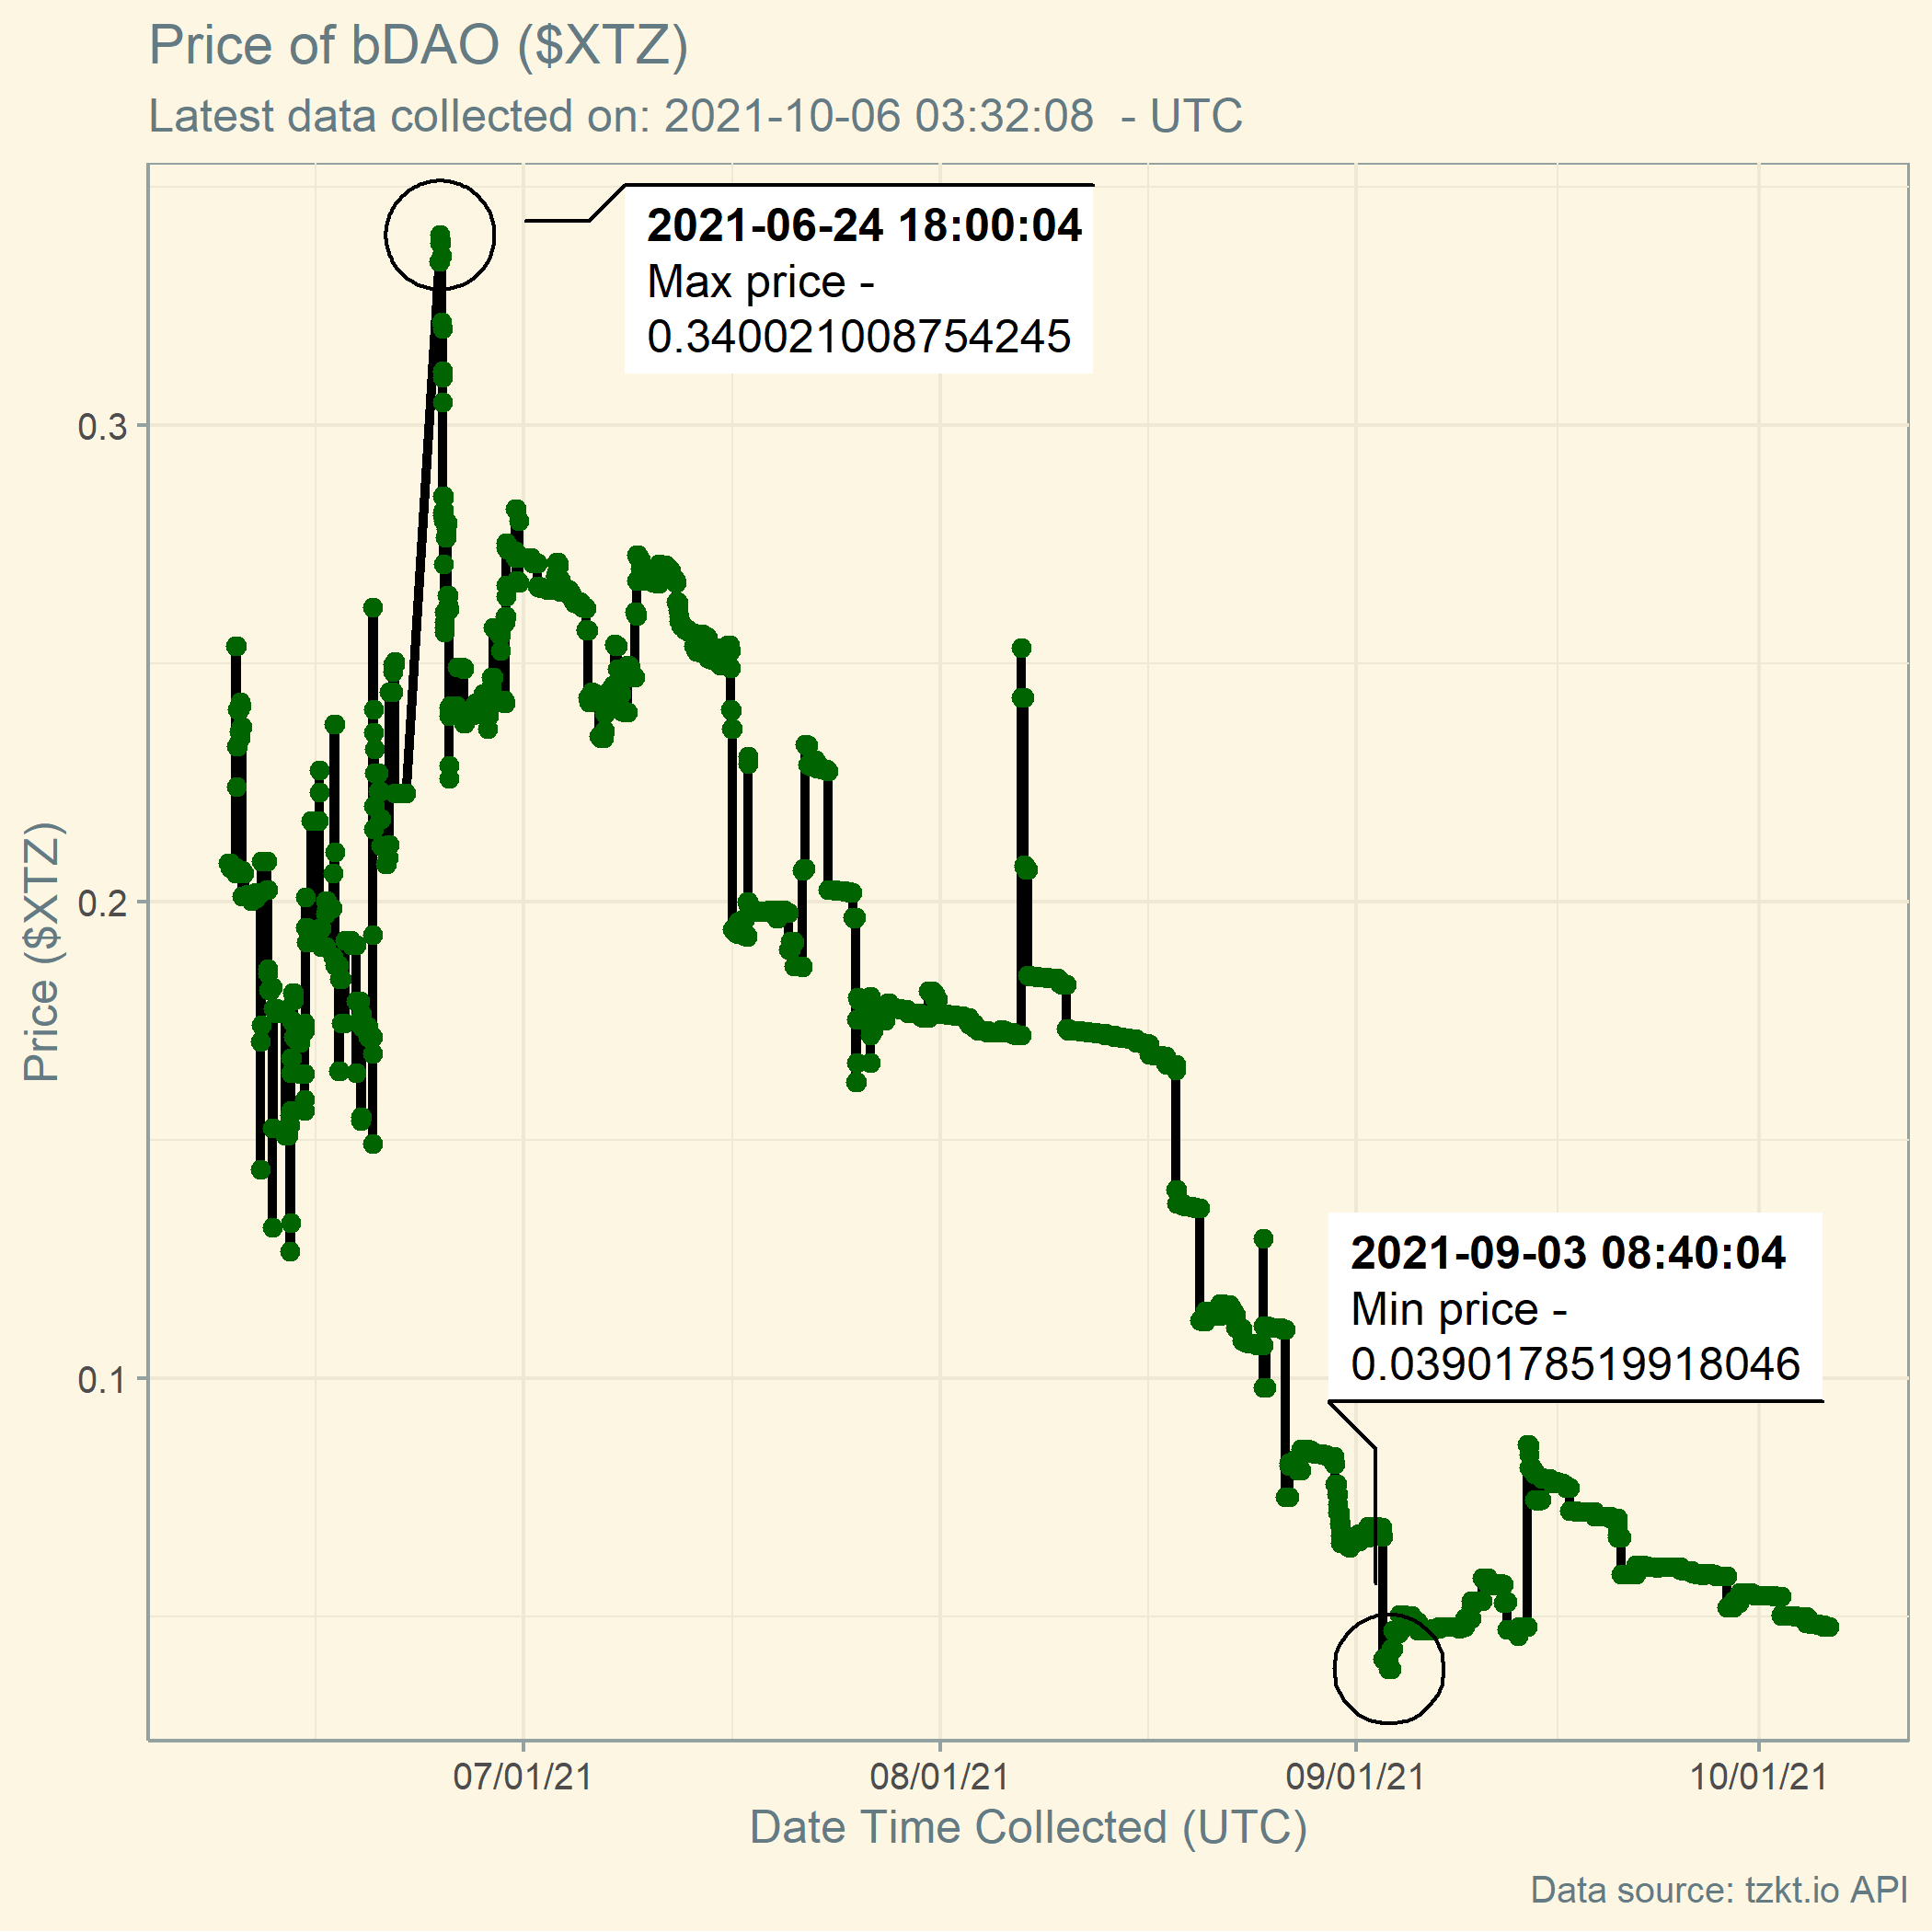 Price of bDAO ($XTZ)
Latest data collected on: 2021-10-06 03:32:08  - UTC
2021-06-24 18:00:04
Max price -
0.340021008754245
0.3
0.2
0.1
Price ($XTZ)
2021-09-03 08:40:04
Min price -
0.0390178519918046
07/01/21
08/01/21
09/01/21
10/01/21
Date Time Collected (UTC)
Data source: tzkt.io API